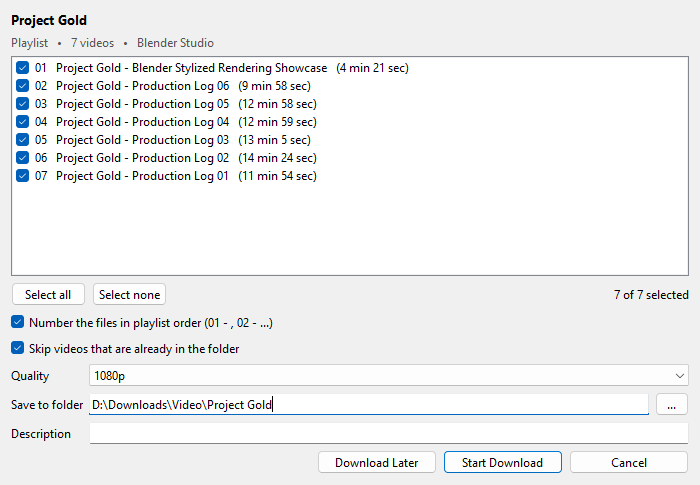 Project Gold
Playlist • 7 videos • Blender Studio
01 Project Gold - Blender Stylized Rendering Showcase (4 min 21 sec)
02 Project Gold - Production Log 06 (9 min 58 sec)
03 Project Gold - Production Log 05 (12 min 58 sec)
04 Project Gold - Production Log 04 (12 min 59 sec)
05 Project Gold - Production Log 03 (13 min 5 sec)
06 Project Gold - Production Log 02 (14 min 24 sec)
07 Project Gold - Production Log 01 (11 min 54 sec)
Select all Select none 7 of 7 selected
Number the files in playlist order (01 - , 02 - ...)
Skip videos that are already in the folder
Quality 1080p
Save to folder D:\Downloads\Video\Project Gold ...
Description
Download Later Start Download Cancel